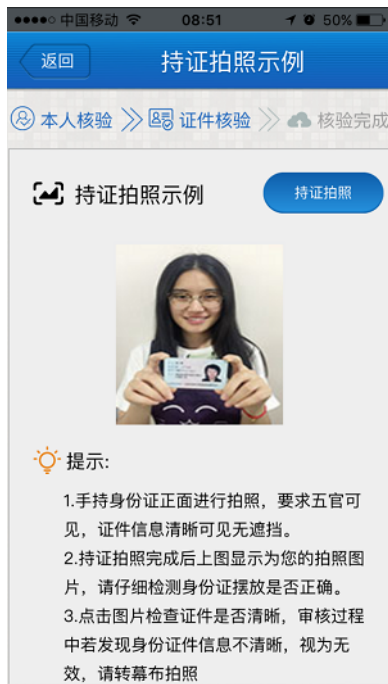 中国移动 08:51 50%
返回 持证拍照示例
本人核验 证件核验 核验完成
持证拍照示例 持证拍照
提示:
1.手持身份证正面进行拍照，要求五官可
见，证件信息清晰可见无遮挡。
2.持证拍照完成后上图显示为您的拍照图
片，请仔细检测身份证摆放是否正确。
3.点击图片检查证件是否清晰，审核过程
中若发现身份证件信息不清晰，视为无
效，请转幕布拍照